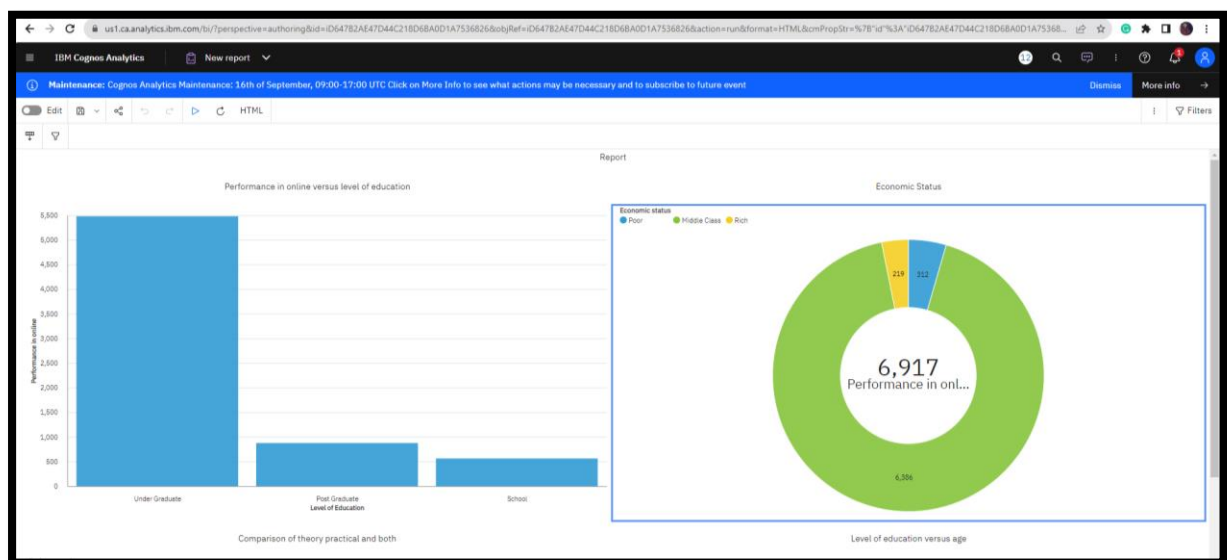 us1.ca.analytics.ibm.com/bi/?perspective=authoring&id=iD64782AE47D44C218D6BA0D1A7536826&objRef=iD64782AE47D44C218D6BA0D1A7536826&action=run&format=HTML&cmPropStr=%7B"id"%3A"iD64782AE47D44C218D6BA0D1A75368...
IBM Cognos Analytics
New report
12
1
Maintenance: Cognos Analytics Maintenance: 16th of September, 09:00-17:00 UTC Click on More Info to see what actions may be necessary and to subscribe to future event
Dismiss
More info
Edit
HTML
Filters
Report
Performance in online versus level of education
5,500
5,000
4,500
4,000
3,500
3,000
2,500
2,000
1,500
1,000
500
0
Performance in online
Under Graduate
Post Graduate
School
Level of Education
Economic Status
Economic status
Poor
Middle Class
Rich
219
312
6,917
Performance in onl...
6,386
Comparison of theory practical and both
Level of education versus age